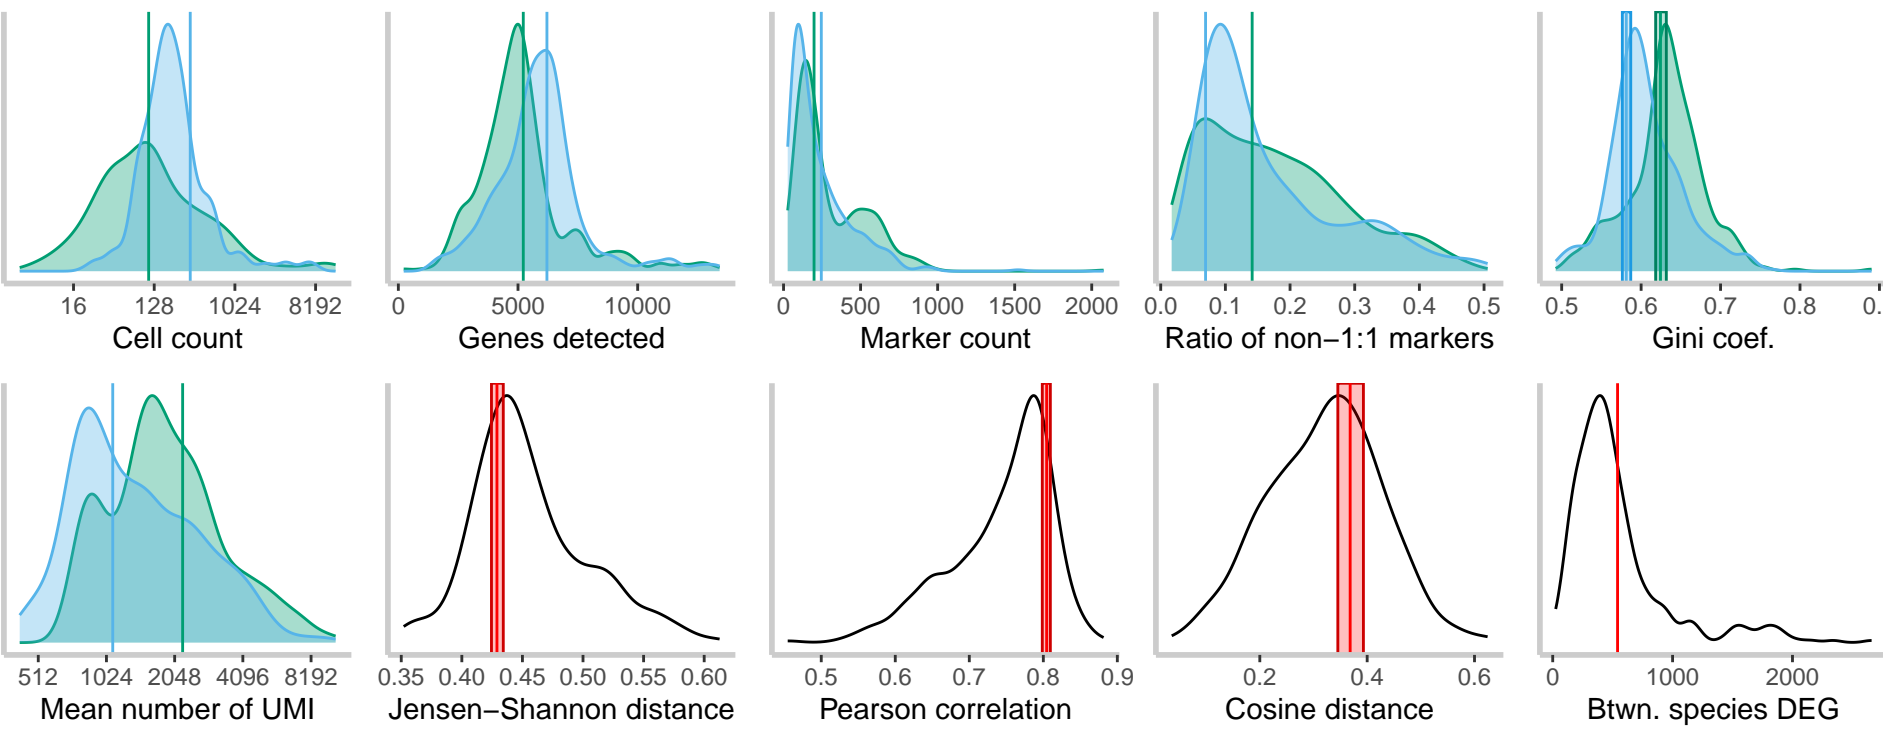 16 128 1024 8192
Cell count
0 5000 10000
Genes detected
0 500 1000 1500 2000
Marker count
0.0 0.1 0.2 0.3 0.4 0.5
Ratio of non−1:1 markers
0.5 0.6 0.7 0.8 0.
Gini coef.
512 1024 2048 4096 8192
Mean number of UMI
0.35 0.40 0.45 0.50 0.55 0.60
Jensen−Shannon distance
0.5 0.6 0.7 0.8 0.9
Pearson correlation
0.2 0.4 0.6
Cosine distance
0 1000 2000
Btwn. species DEG